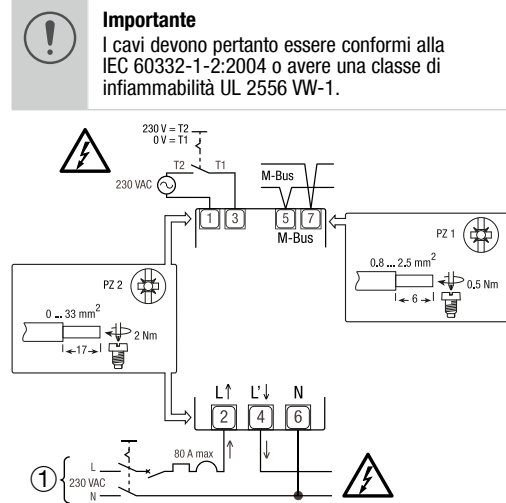 Importante
I cavi devono pertanto essere conformi alla
IEC 60332-1-2:2004 o avere una classe di
infiammabilità UL 2556 VW-1.
230 V = T2
0 V = T1
T2 T1
230 VAC
M-Bus
1 3 5 7
M-Bus
PZ 1
0.8 ... 2.5 mm²
0.5 Nm
6
PZ 2
0 ... 33 mm²
2 Nm
17
L↑ L'↓ N
2 4 6
80 A max
1
L
230 VAC
N